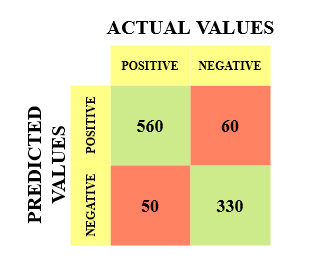 ACTUAL VALUES
POSITIVE NEGATIVE
PREDICTED
VALUES
POSITIVE
560 60
NEGATIVE
50 330